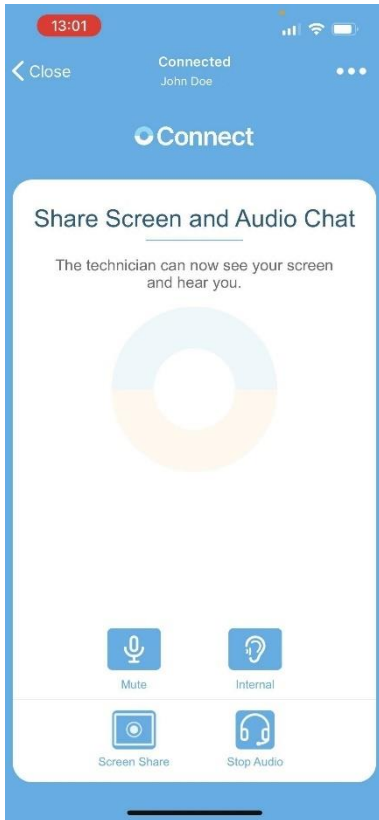 13:01
Close
Connected
John Doe
Connect
Share Screen and Audio Chat
The technician can now see your screen
and hear you.
Mute
Internal
Screen Share
Stop Audio